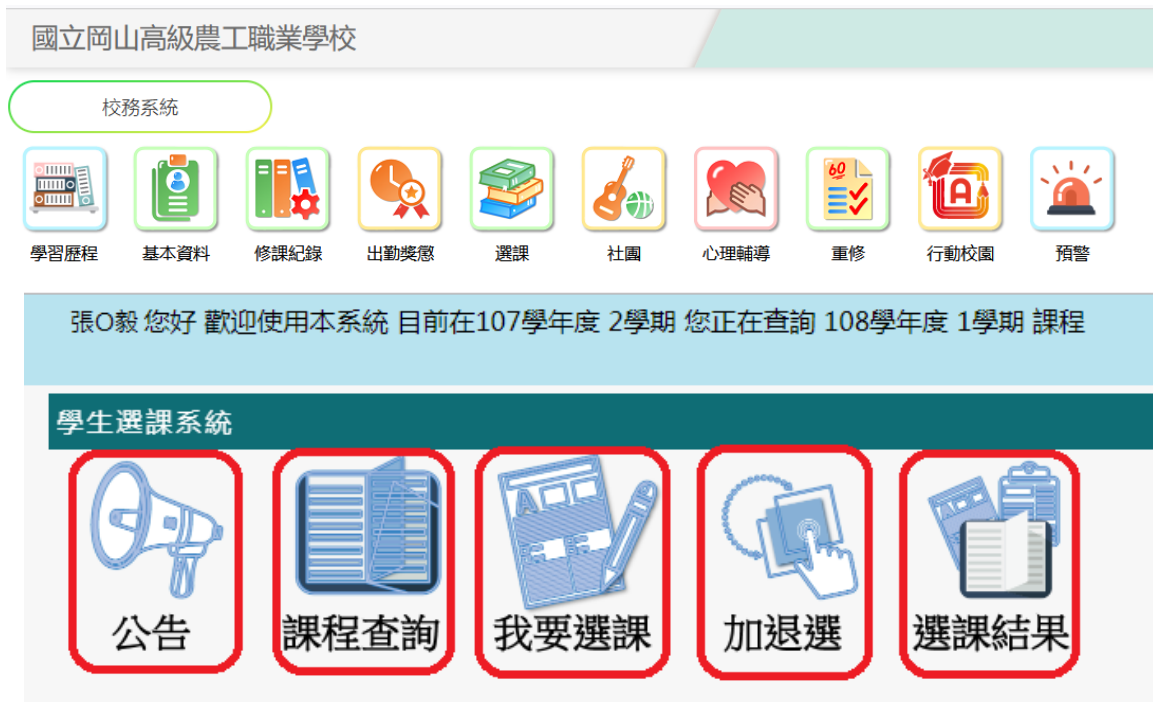 國立岡山高級農工職業學校
校務系統
60
A
學習歷程 基本資料 修課紀錄 出勤獎懲 選課 社團 心理輔導 重修 行動校園 預警
張O毅 您好 歡迎使用本系統 目前在107學年度 2學期 您正在查詢 108學年度 1學期 課程
學生選課系統
公告 課程查詢 我要選課 加退選 選課結果